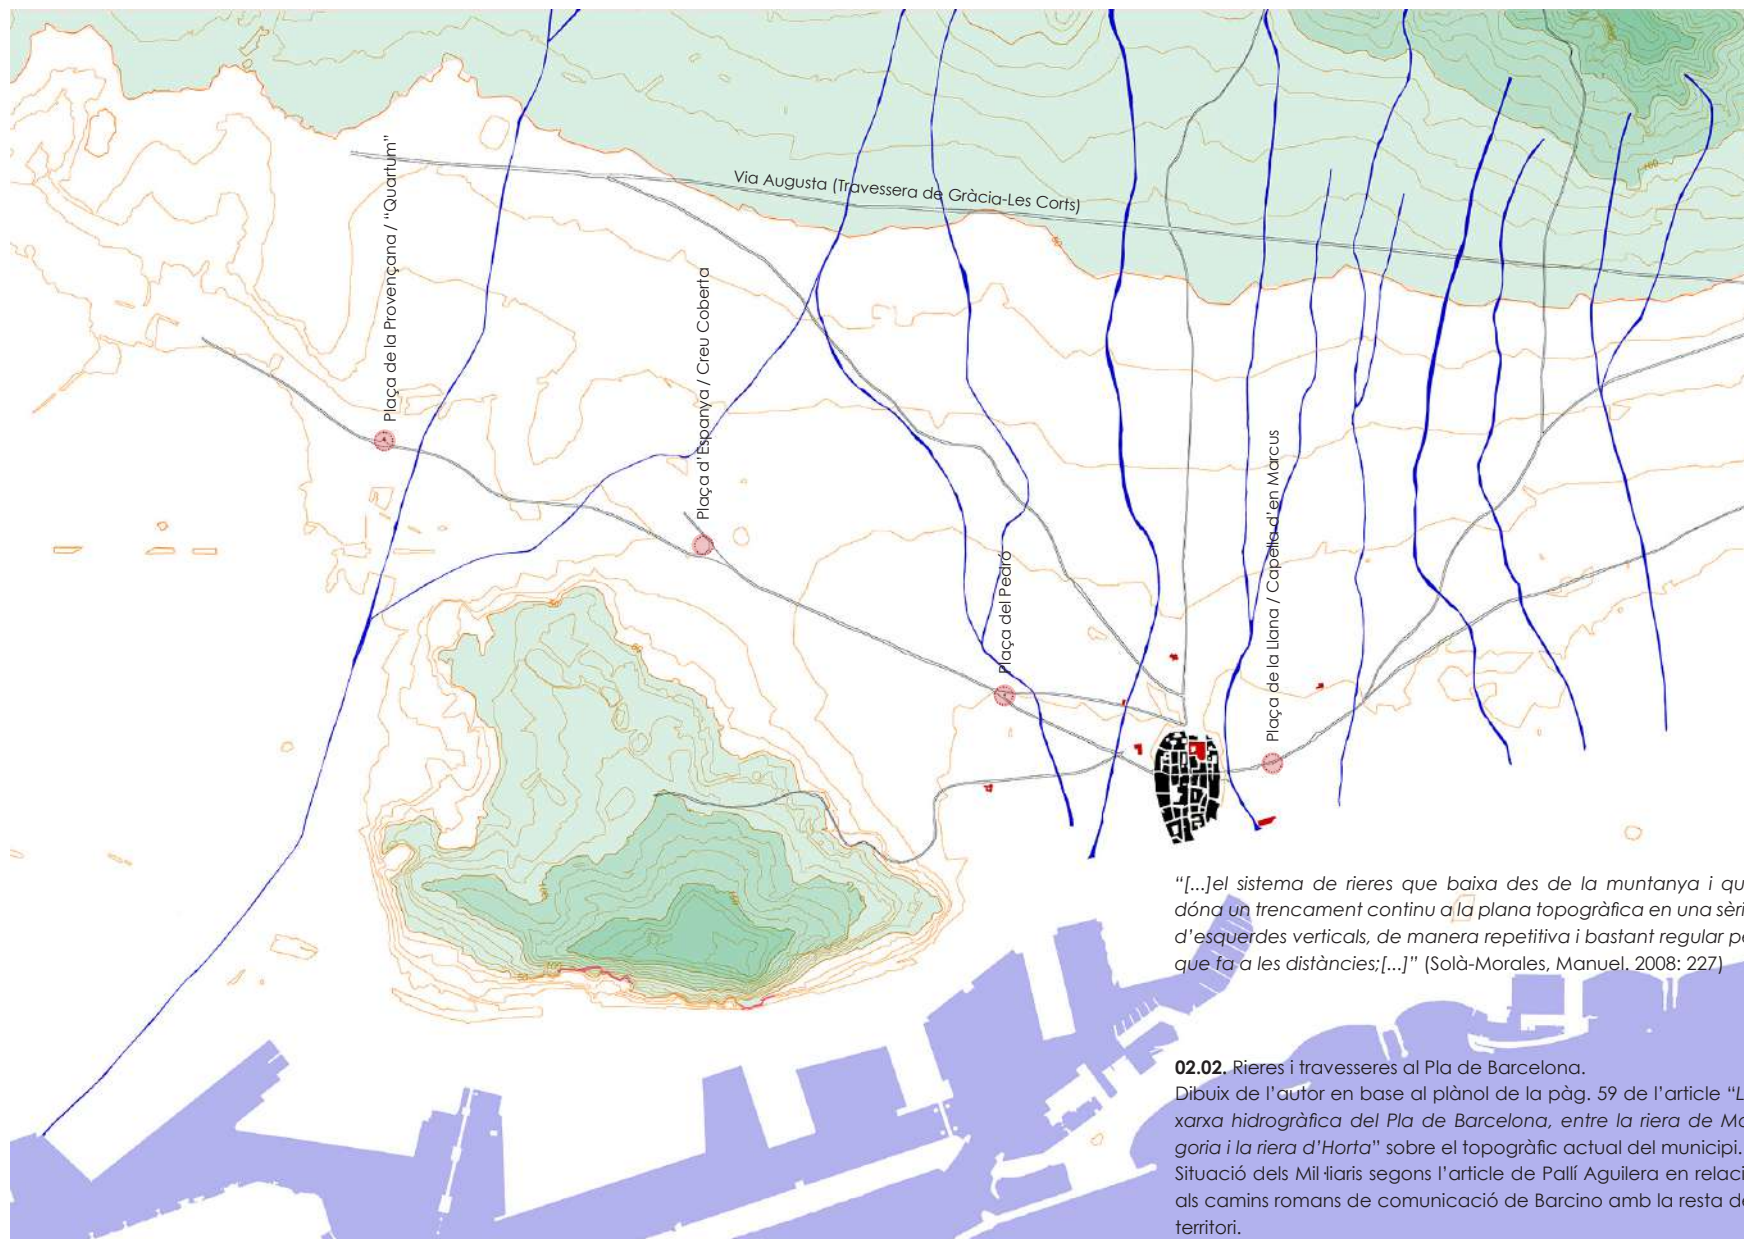 Via Augusta (Travessera de Gràcia-Les Corts)
Plaça de la Provençana / “Quartum”
Plaça d’Espanya / Creu Coberta
Plaça del Pedró
Plaça de la Llana / Capella d’en Marcus
“[...]el sistema de rieres que baixa des de la muntanya i qu
dóna un trencament continu a la plana topogràfica en una sèri
d’esquerdes verticals, de manera repetitiva i bastant regular pe
que fa a les distàncies;[...]” (Solà-Morales, Manuel. 2008: 227)
02.02. Rieres i travesseres al Pla de Barcelona.
Dibuix de l’autor en base al plànol de la pàg. 59 de l’article “L
xarxa hidrogràfica del Pla de Barcelona, entre la riera de Ma
goria i la riera d’Horta” sobre el topogràfic actual del municipi.
Situació dels Mil·liaris segons l’article de Pallí Aguilera en relaci
als camins romans de comunicació de Barcino amb la resta de
territori.